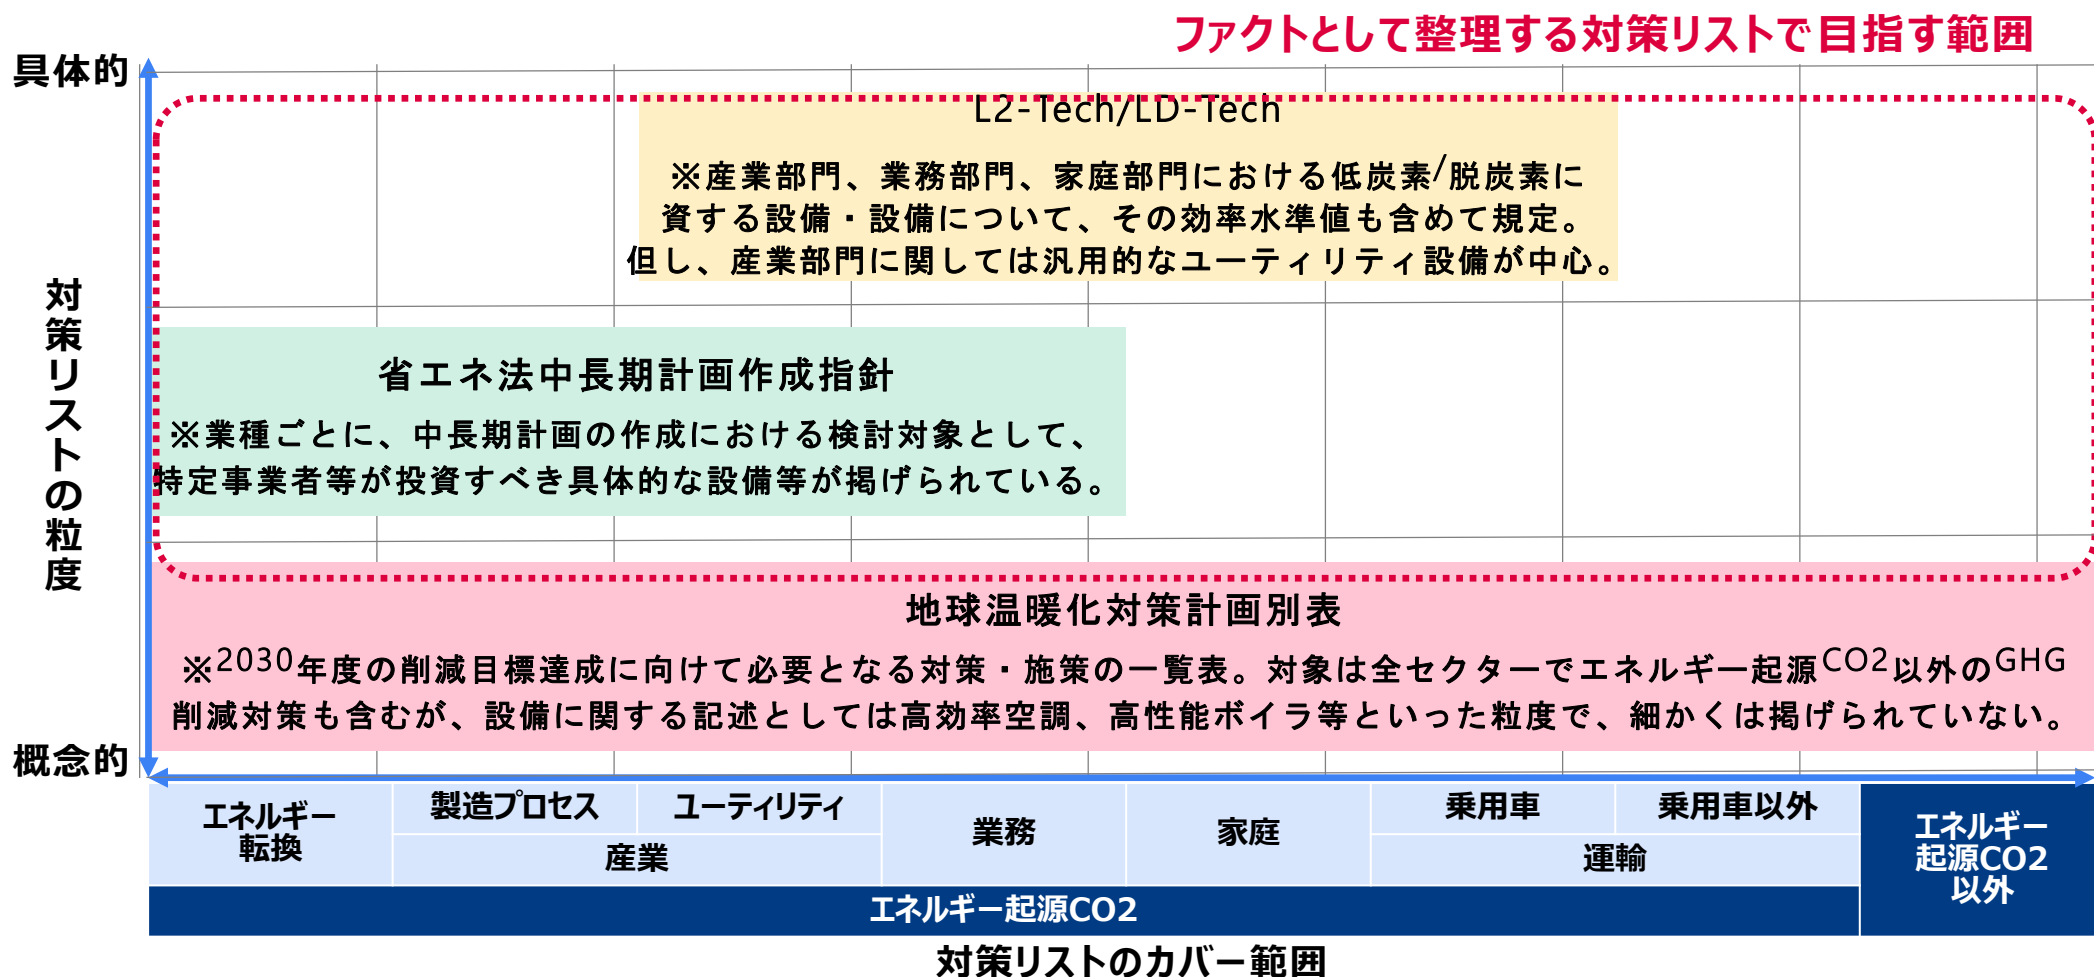 ファクトとして整理する対策リストで目指す範囲
具体的
対策リストの粒度
概念的
L2-Tech/LD-Tech
※産業部門、業務部門、家庭部門における低炭素/脱炭素に
資する設備・設備について、その効率水準値も含めて規定。
但し、産業部門に関しては汎用的なユーティリティ設備が中心。
省エネ法中長期計画作成指針
※業種ごとに、中長期計画の作成における検討対象として、
特定事業者等が投資すべき具体的な設備等が掲げられている。
地球温暖化対策計画別表
※2030年度の削減目標達成に向けて必要となる対策・施策の一覧表。対象は全セクターでエネルギー起源CO2以外のGHG
削減対策も含むが、設備に関する記述としては高効率空調、高性能ボイラ等といった粒度で、細かくは掲げられていない。
エネルギー
転換
製造プロセス
ユーティリティ
産業
業務
家庭
乗用車
乗用車以外
運輸
エネルギー
起源CO2
以外
エネルギー起源CO2
対策リストのカバー範囲